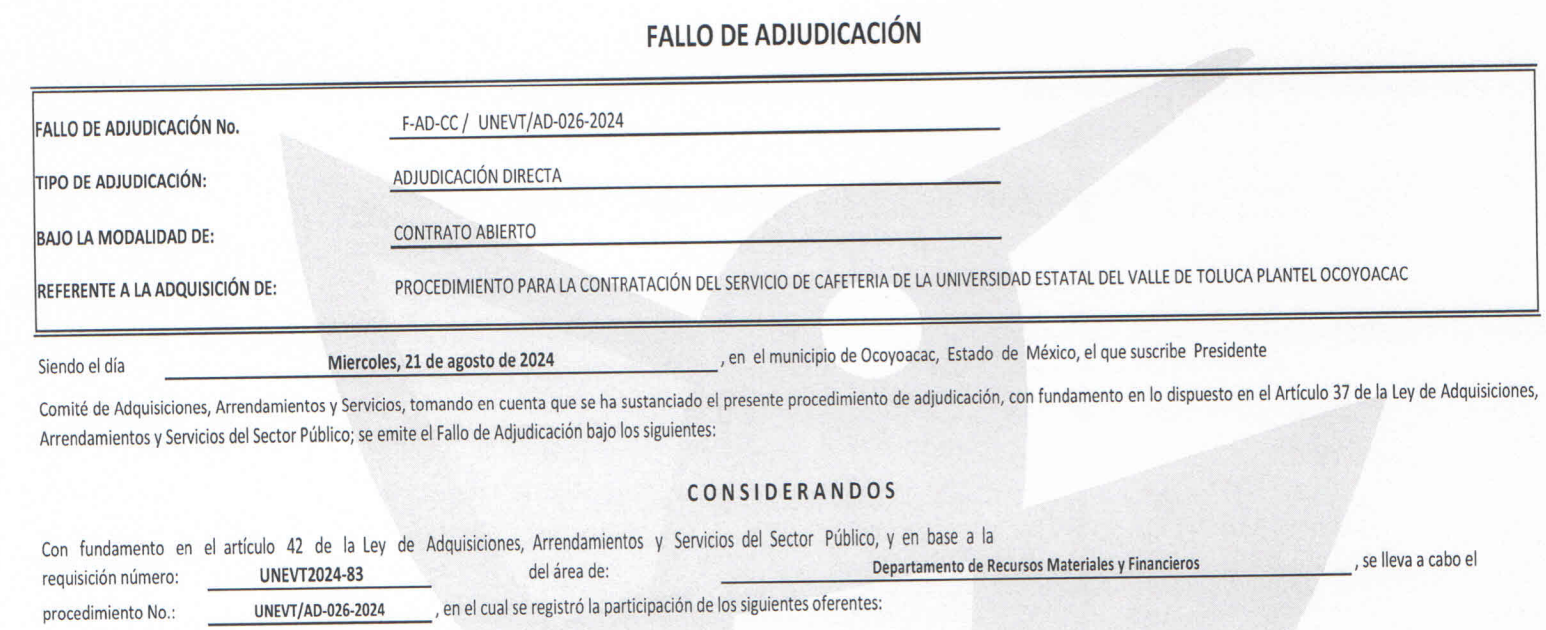 FALLO DE ADJUDICACIÓN
FALLO DE ADJUDICACIÓN No. F-AD-CC / UNEVT/AD-026-2024
TIPO DE ADJUDICACIÓN: ADJUDICACIÓN DIRECTA
BAJO LA MODALIDAD DE: CONTRATO ABIERTO
REFERENTE A LA ADQUISICIÓN DE: PROCEDIMIENTO PARA LA CONTRATACIÓN DEL SERVICIO DE CAFETERIA DE LA UNIVERSIDAD ESTATAL DEL VALLE DE TOLUCA PLANTEL OCOYOACAC
Siendo el día Miercoles, 21 de agosto de 2024 , en el municipio de Ocoyoacac, Estado de México, el que suscribe Presidente
Comité de Adquisiciones, Arrendamientos y Servicios, tomando en cuenta que se ha sustanciado el presente procedimiento de adjudicación, con fundamento en lo dispuesto en el Artículo 37 de la Ley de Adquisiciones,
Arrendamientos y Servicios del Sector Público; se emite el Fallo de Adjudicación bajo los siguientes:
CONSIDERANDOS
Con fundamento en el artículo 42 de la Ley de Adquisiciones, Arrendamientos y Servicios del Sector Público, y en base a la
requisición número: UNEVT2024-83 del área de: Departamento de Recursos Materiales y Financieros , se lleva a cabo el
procedimiento No.: UNEVT/AD-026-2024 , en el cual se registró la participación de los siguientes oferentes: